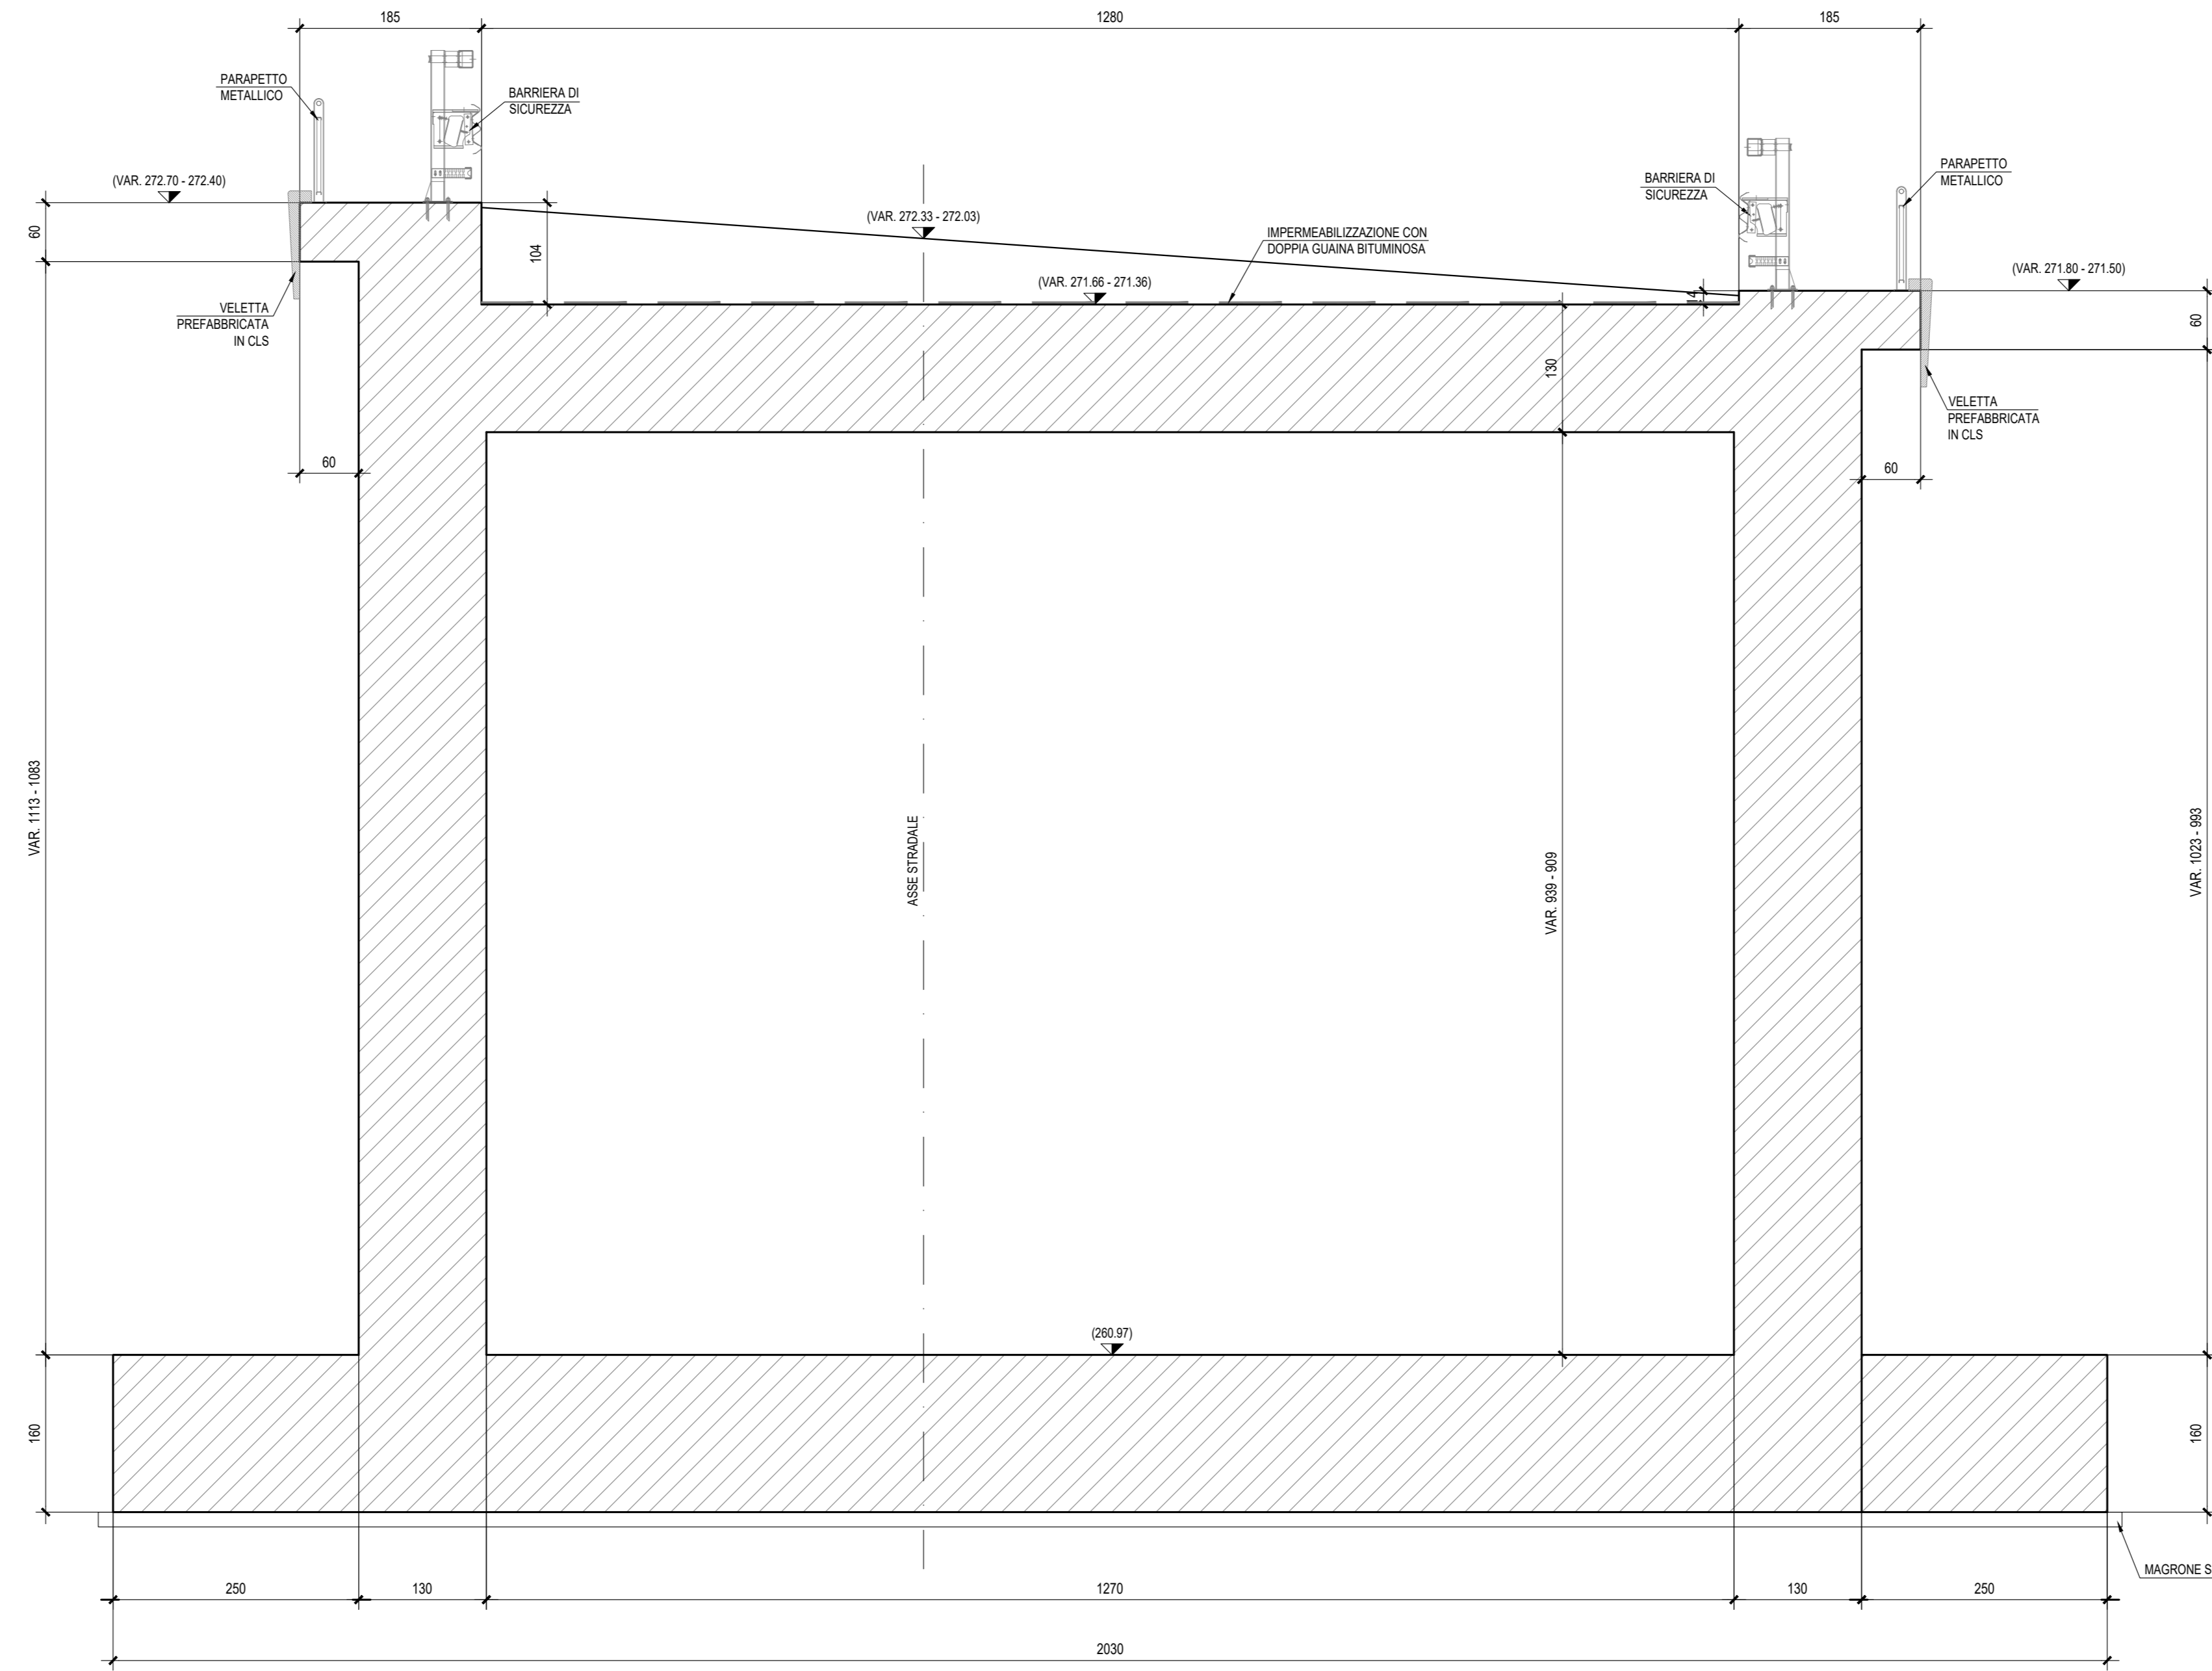 185
1280
185
PARAPETTO
METALLICO
BARRIERA DI
SICUREZZA
PARAPETTO
METALLICO
BARRIERA DI
SICUREZZA
(VAR. 272.70 - 272.40)
(VAR. 272.33 - 272.03)
IMPERMEABILIZZAZIONE CON
DOPPIA GUAINA BITUMINOSA
60
104
(VAR. 271.66 - 271.36)
(VAR. 271.80 - 271.50)
14
VELETTA
PREFABBRICATA
IN CLS
60
130
VELETTA
PREFABBRICATA
IN CLS
60
60
VAR. 1113 - 1083
ASSE STRADALE
VAR. 939 - 909
VAR. 1023 - 993
(260.97)
160
160
MAGRONE S
250
130
1270
130
250
2030